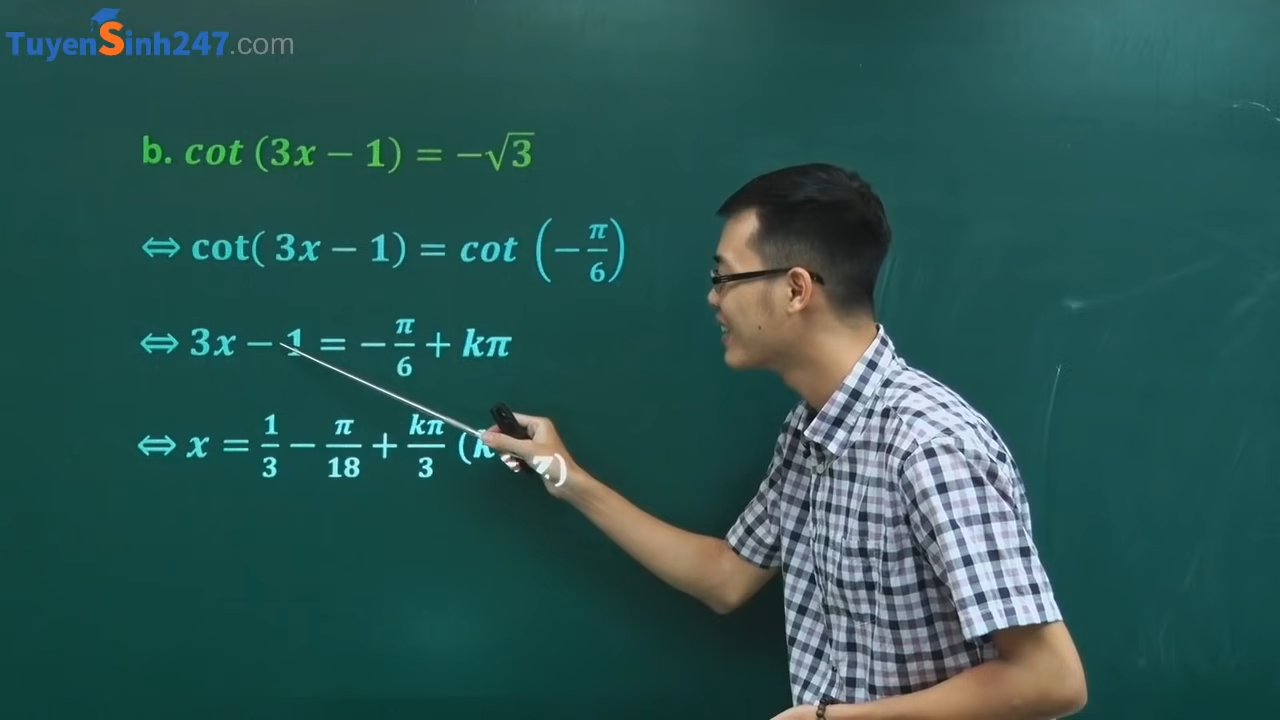 TuyenSinh247.com
b. cot (3x − 1) = −√3
⇔ cot( 3x − 1) = cot (−π/6)
⇔ 3x − 1 = −π/6 + kπ
⇔ x = 1/3 − π/18 + kπ/3 (k